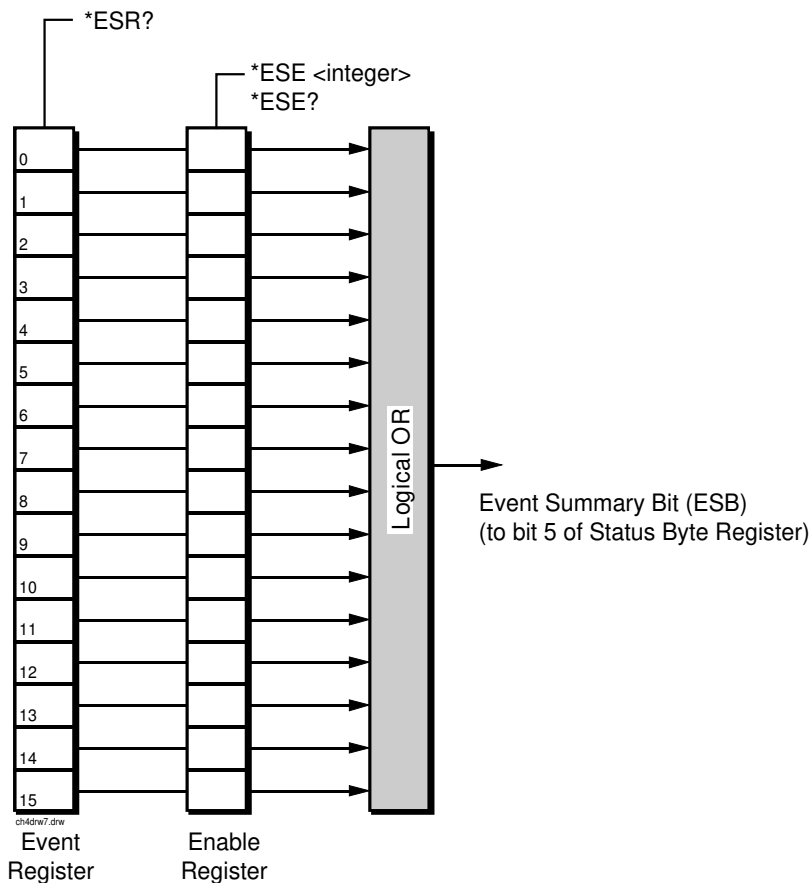 *ESR?
*ESE <integer>
*ESE?
0
1
2
3
4
5
6
7
8
9
10
11
12
13
14
15
Logical OR
Event Summary Bit (ESB)
(to bit 5 of Status Byte Register)
ch4drw7.drw
Event
Register
Enable
Register